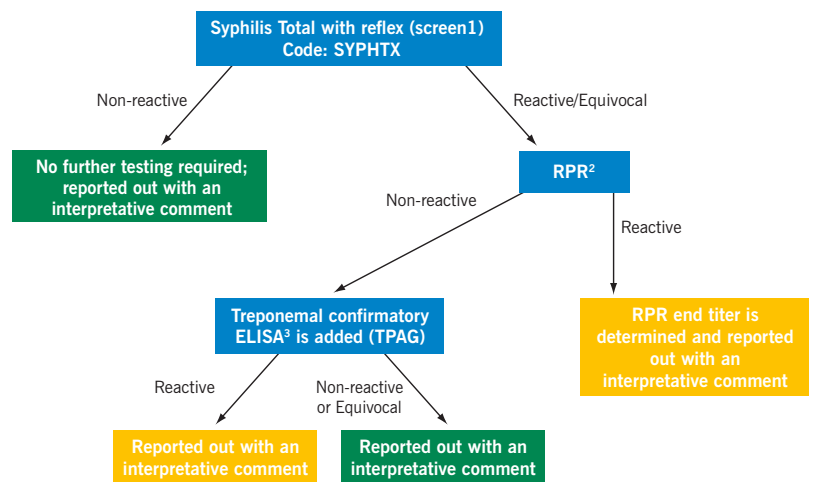 Syphilis Total with reflex (screen1)
Code: SYPHTX
Non-reactive
Reactive/Equivocal
No further testing required;
reported out with an
interpretative comment
RPR²
Non-reactive
Reactive
Treponemal confirmatory
ELISA³ is added (TPAG)
RPR end titer is
determined and reported
out with an
interpretative comment
Reactive
Non-reactive
or Equivocal
Reported out with an
interpretative comment
Reported out with an
interpretative comment